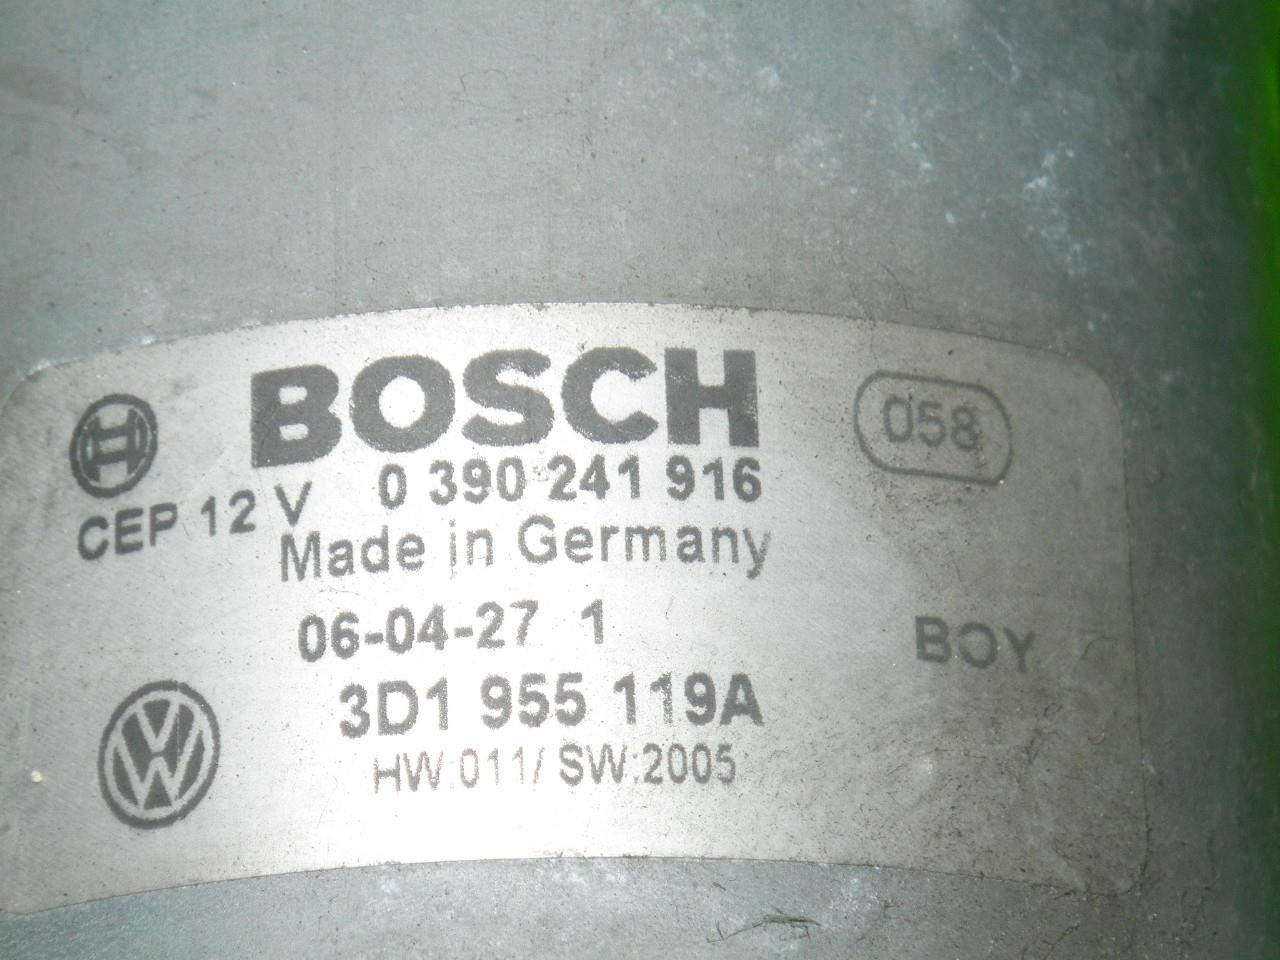 BOSCH
058
0 390 241 916
CEP 12 V
Made in Germany
06-04-27 1
BOY
3D1 955 119A
HW:011/ SW:2005